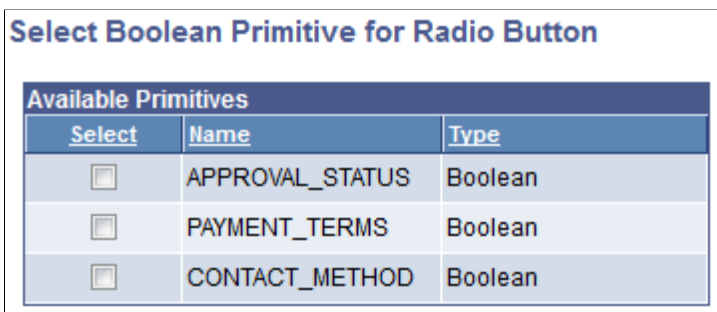 Select Boolean Primitive for Radio Button
Available Primitives
Select Name Type
APPROVAL_STATUS Boolean
PAYMENT_TERMS Boolean
CONTACT_METHOD Boolean